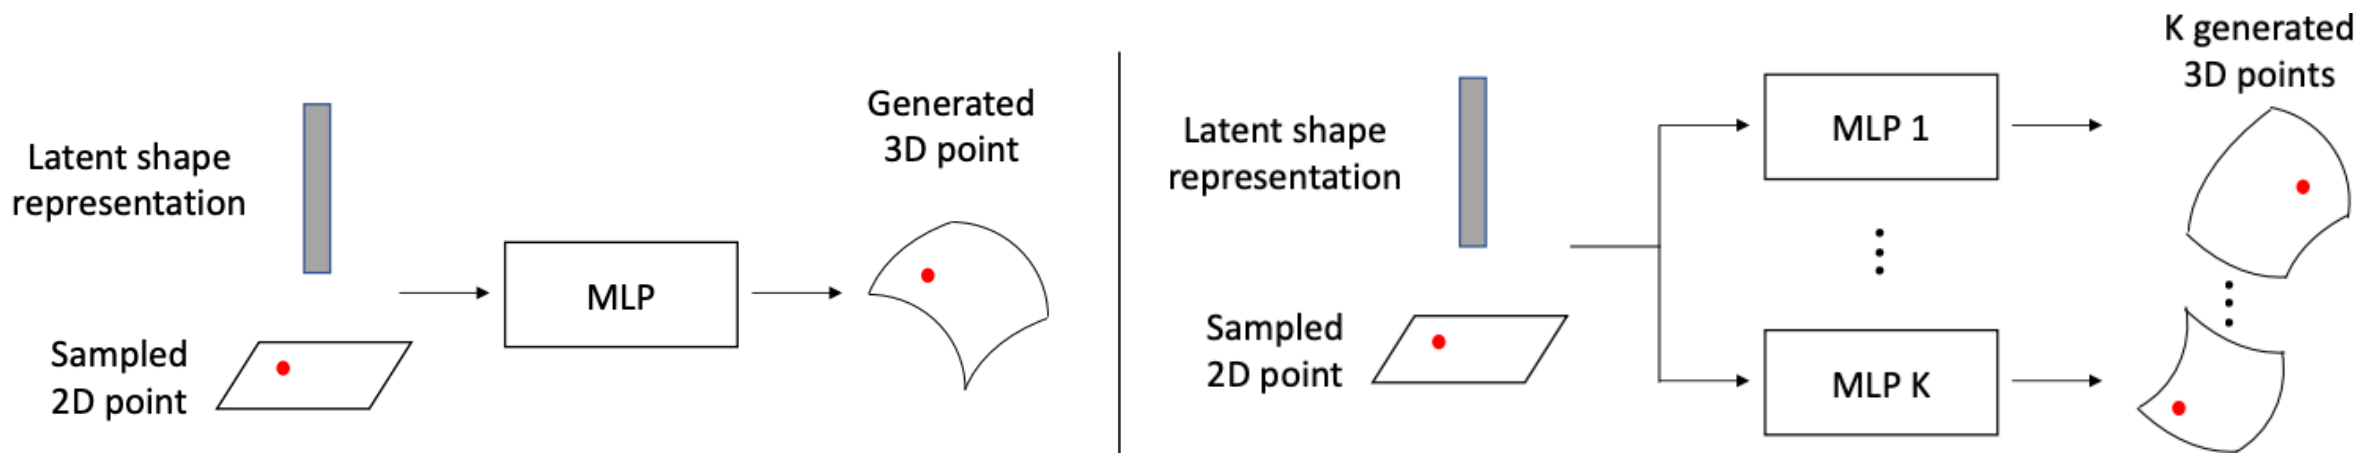 Latent shape
representation
Sampled
2D point
MLP
Generated
3D point
Latent shape
representation
Sampled
2D point
MLP 1
MLP K
K generated
3D points